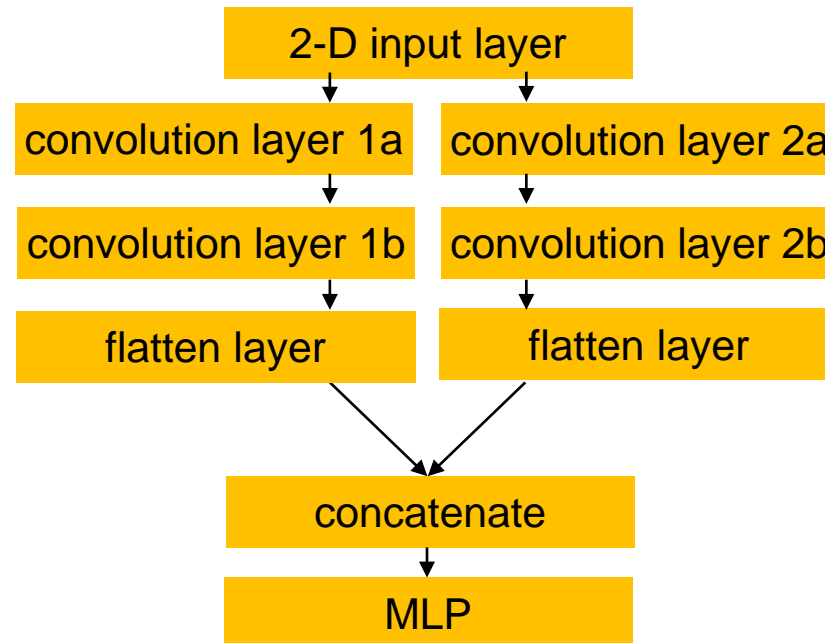 2-D input layer
convolution layer 1a
convolution layer 2a
convolution layer 1b
convolution layer 2b
flatten layer
flatten layer
concatenate
MLP